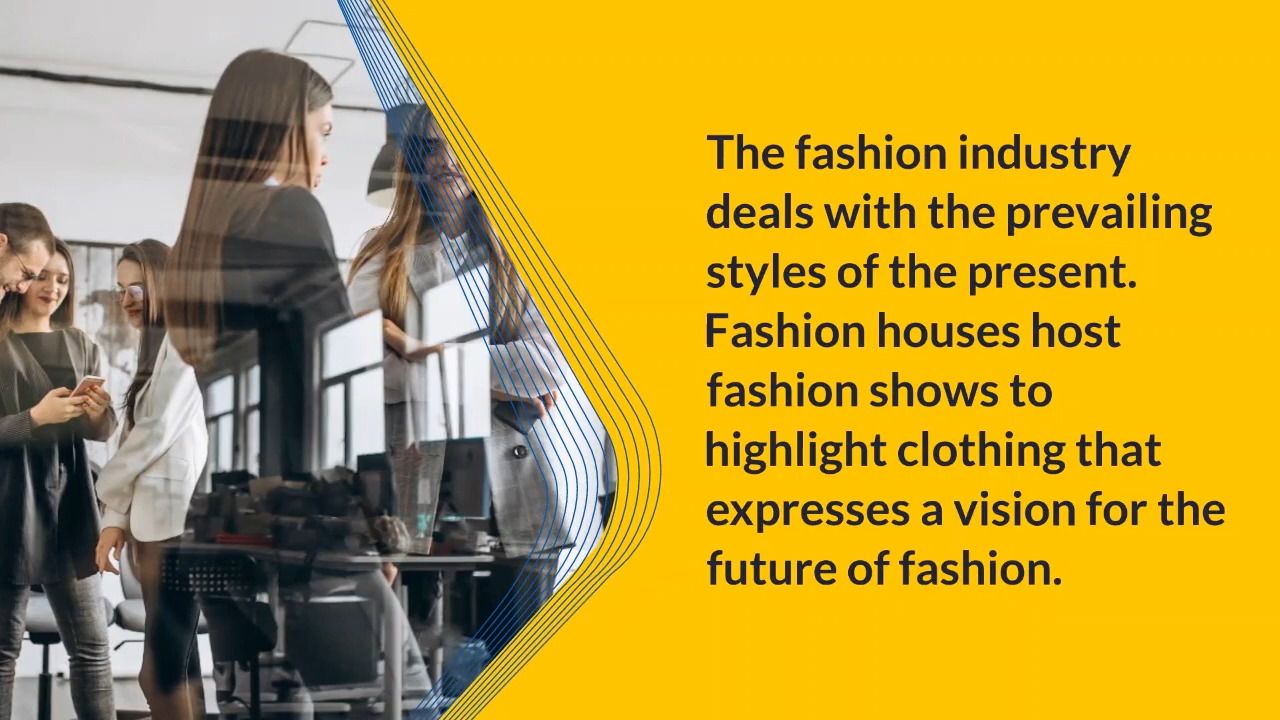 The fashion industry
deals with the prevailing
styles of the present.
Fashion houses host
fashion shows to
highlight clothing that
expresses a vision for the
future of fashion.